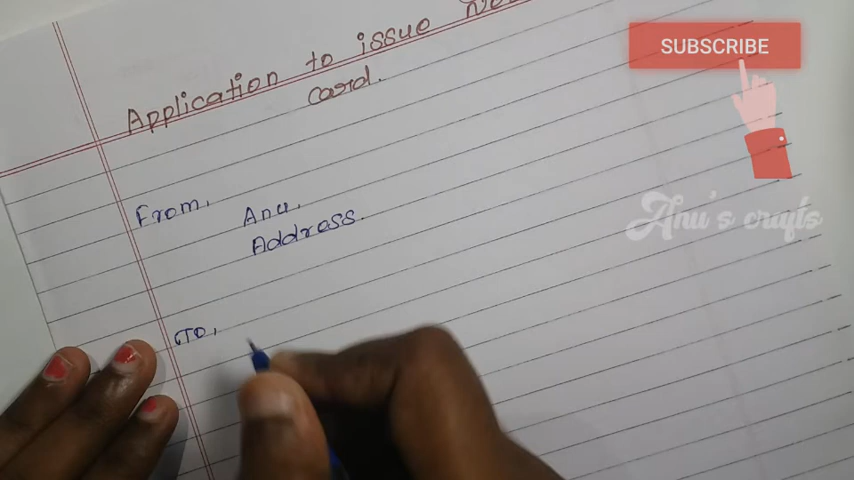 Application to issue
card.
SUBSCRIBE
From,
Anu.
Address.
Anu's crafts
To,